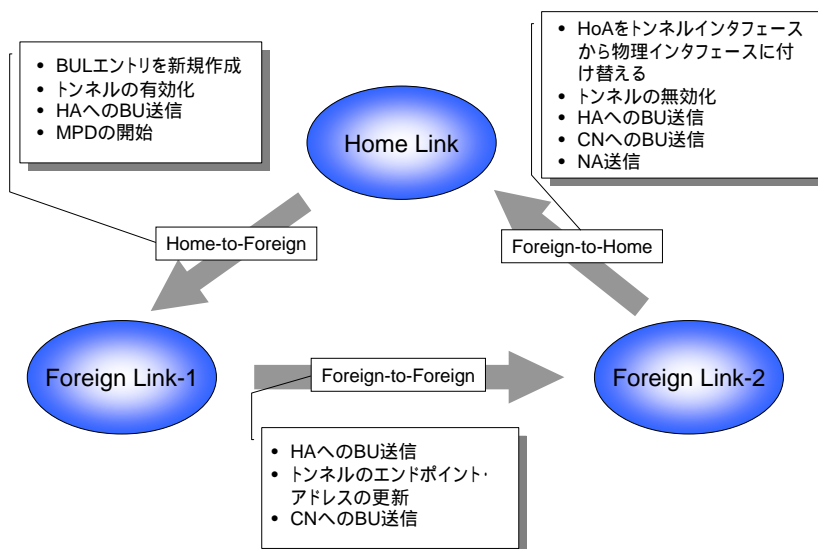 • BULエントリを新規作成
• トンネルの有効化
• HAへのBU送信
• MPDの開始
• HoAをトンネルインタフェース
から物理インタフェースに付
け替える
• トンネルの無効化
• HAへのBU送信
• CNへのBU送信
• NA送信
Home Link
Home-to-Foreign
Foreign-to-Home
Foreign Link-1
Foreign-to-Foreign
Foreign Link-2
• HAへのBU送信
• トンネルのエンドポイント・
アドレスの更新
• CNへのBU送信